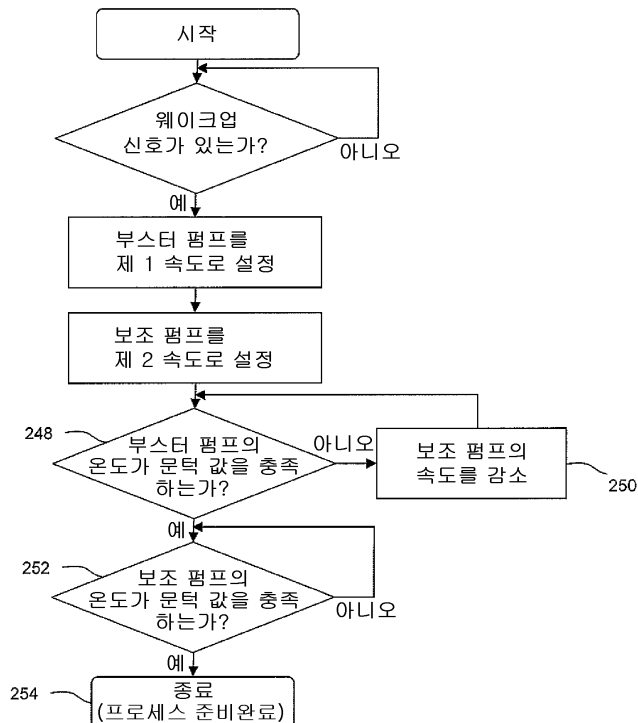 시작
웨이크업
신호가 있는가?
아니오
예
부스터 펌프를
제 1 속도로 설정
보조 펌프를
제 2 속도로 설정
248
부스터 펌프의
온도가 문턱 값을 충족
하는가?
아니오
보조 펌프의
속도를 감소
250
예
252
보조 펌프의
온도가 문턱 값을 충족
하는가?
아니오
예
254
종료
(프로세스 준비완료)